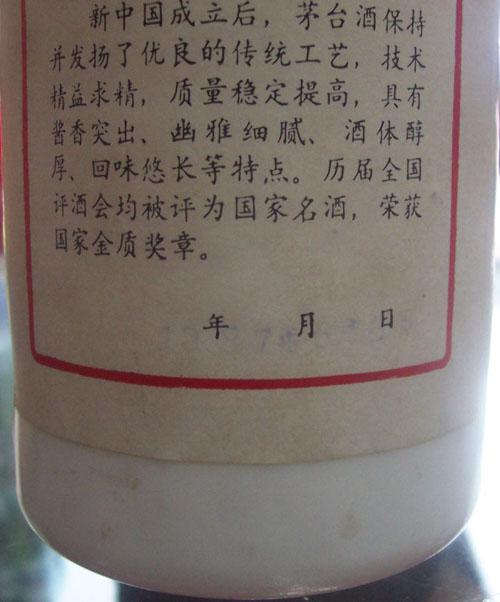 新中国成立后，茅台酒保持
并发扬了优良的传统工艺，技术
精益求精，质量稳定提高，具有
酱香突出、幽雅细腻、酒体醇
厚、回味悠长等特点。历届全国
评酒会均被评为国家名酒，荣获
国家金质奖章。
年 月 日